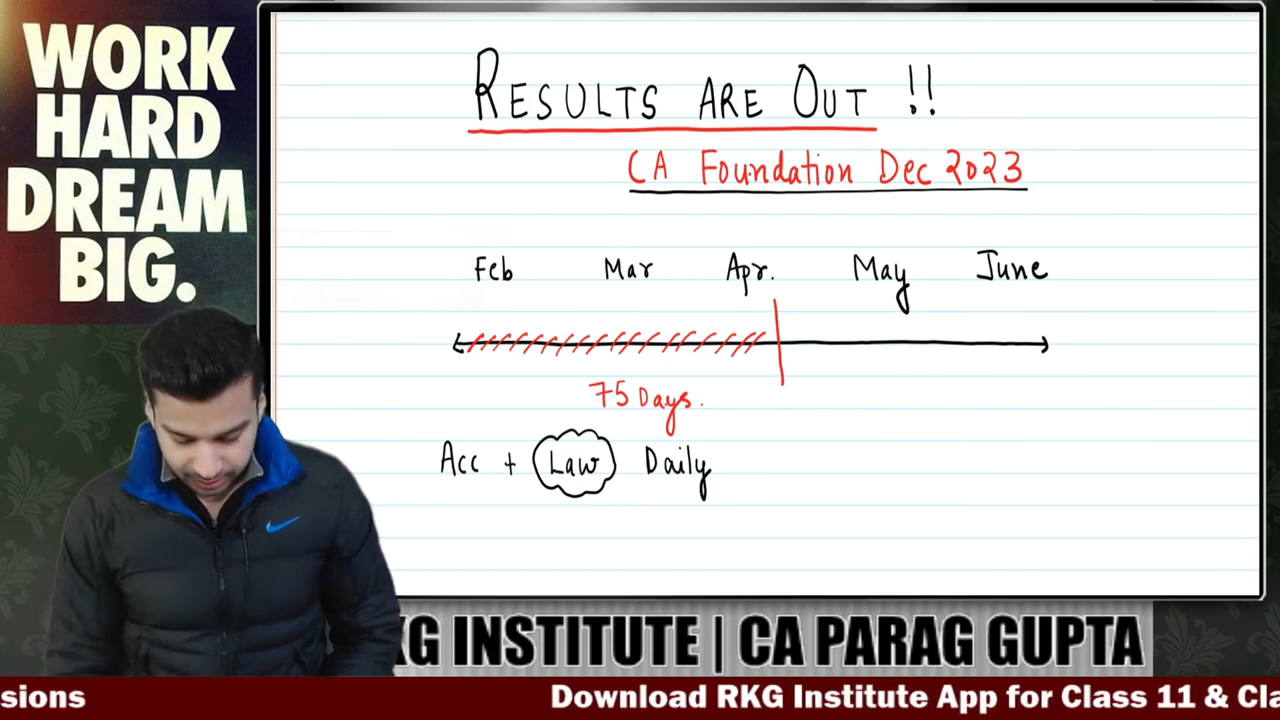 WORK
HARD
DREAM
BIG.
RESULTS ARE OUT !!
CA Foundation Dec 2023
Feb Mar Apr. May June
75 Days.
Acc + Law Daily
KG INSTITUTE | CA PARAG GUPTA
sions Download RKG Institute App for Class 11 & Cla